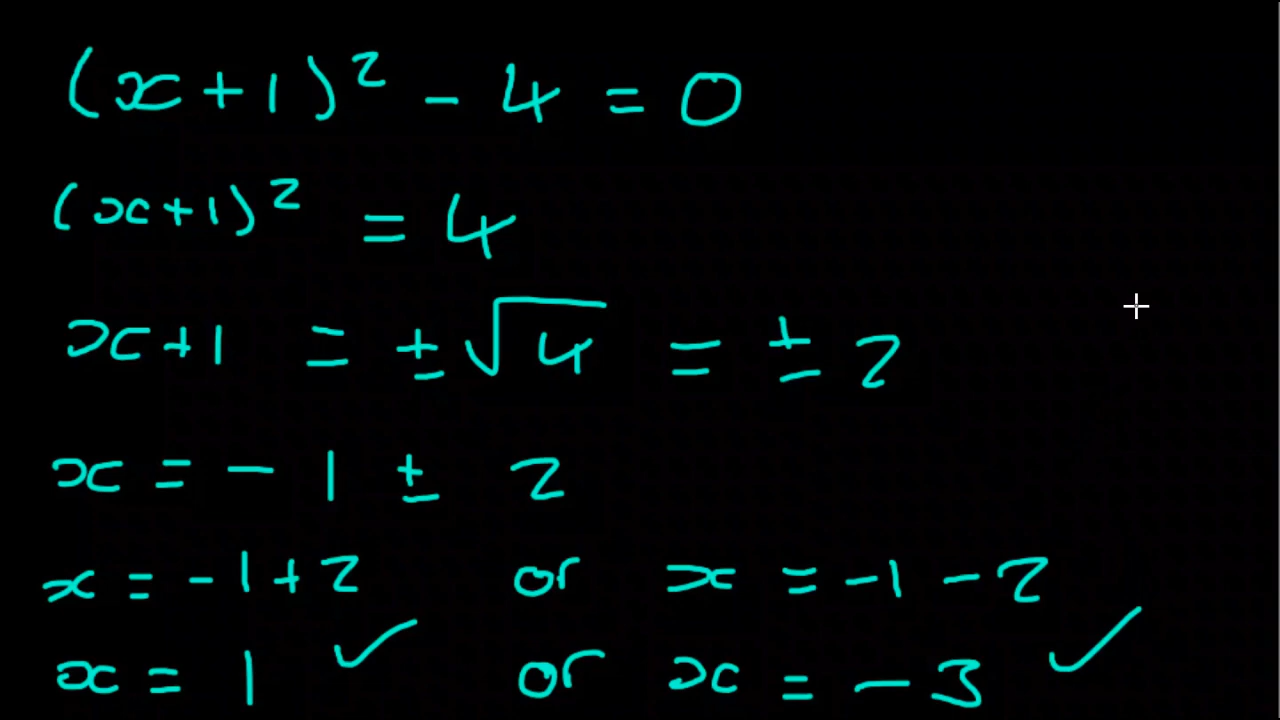 (x+1)² - 4 = 0
(x+1)² = 4
x+1 = ±√4 = ±2
x = -1 ± 2
x = -1+2 or x = -1-2
x = 1 ✓ or x = -3 ✓